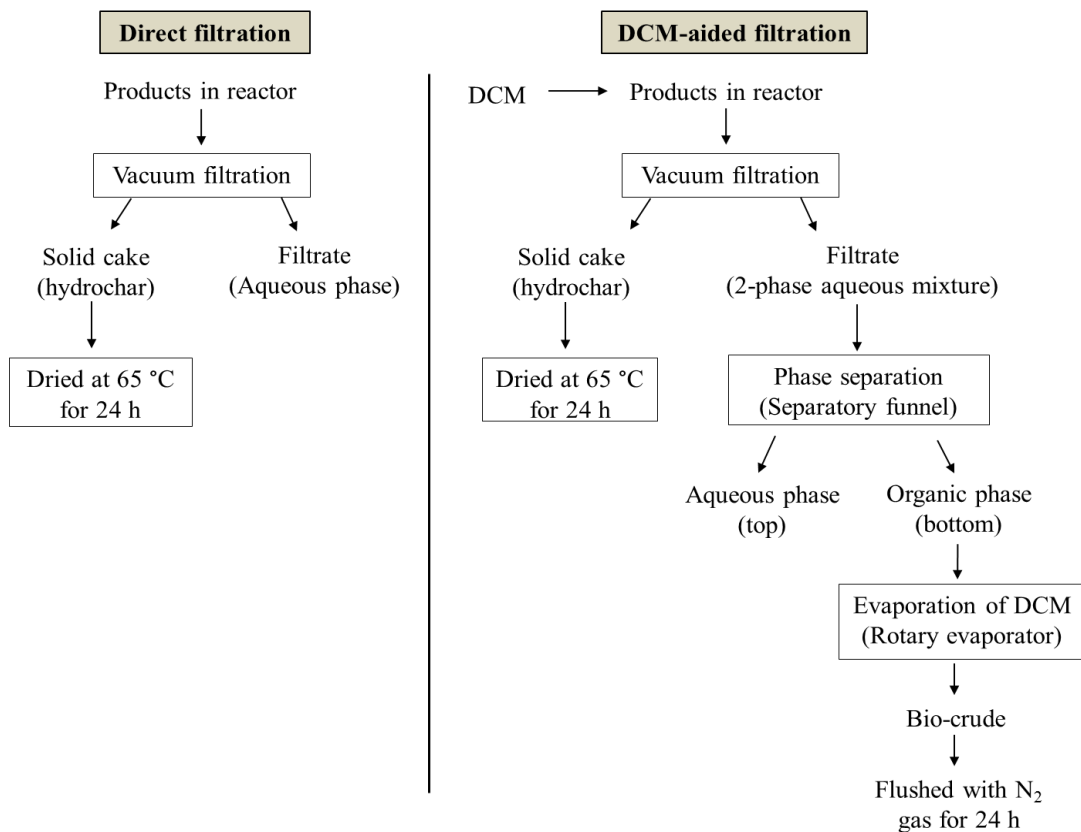 Direct filtration
Products in reactor
Vacuum filtration
Solid cake
(hydrochar)
Filtrate
(Aqueous phase)
Dried at 65 °C
for 24 h
DCM-aided filtration
DCM
Products in reactor
Vacuum filtration
Solid cake
(hydrochar)
Filtrate
(2-phase aqueous mixture)
Dried at 65 °C
for 24 h
Phase separation
(Separatory funnel)
Aqueous phase
(top)
Organic phase
(bottom)
Evaporation of DCM
(Rotary evaporator)
Bio-crude
Flushed with N₂
gas for 24 h